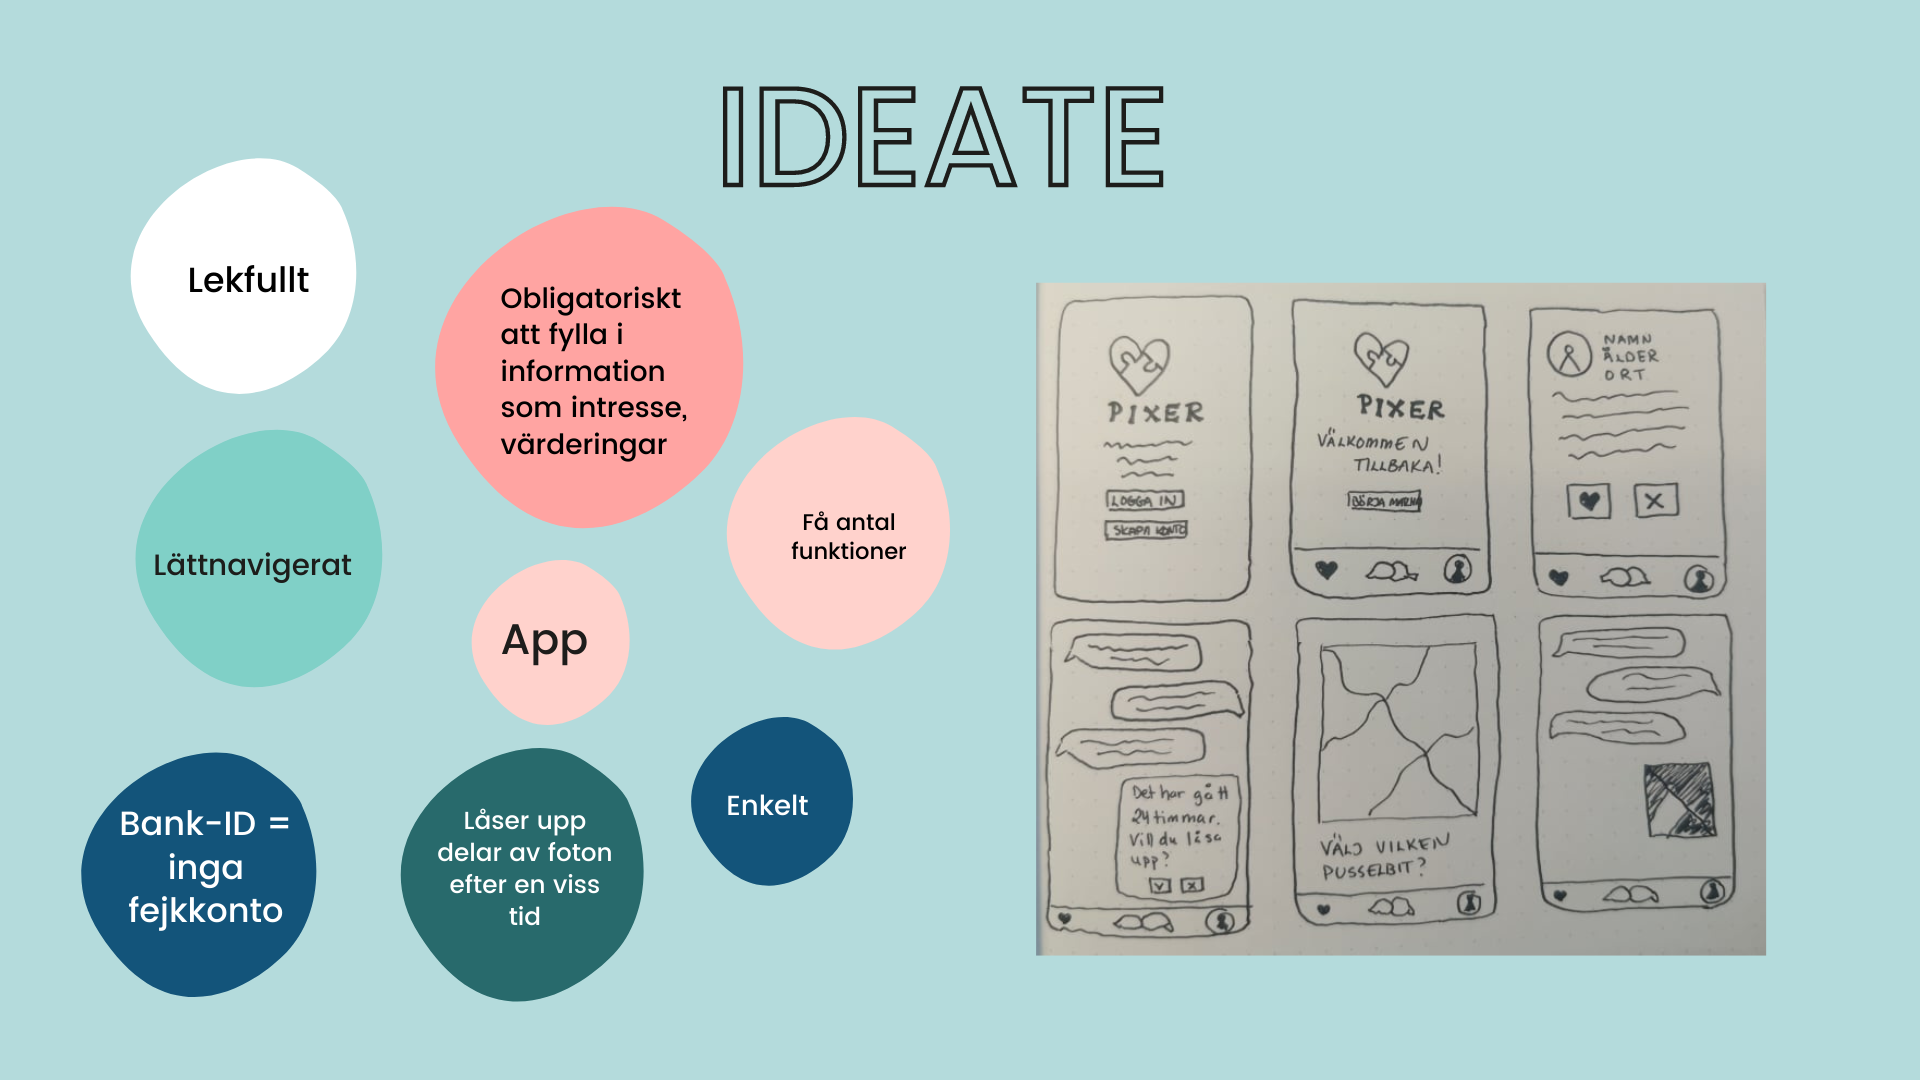 IDEATE
Lekfullt
Obligatoriskt
att fylla i
information
som intresse,
värderingar
Lättnavigerat
Få antal
funktioner
App
Bank-ID =
inga
fejkkonto
Låser upp
delar av foton
efter en viss
tid
Enkelt
PIXER
LOGGA IN
SKAPA KONTO
PIXER
VÄLKOMMEN
TILLBAKA!
BÖRJA
NAMN
ÅLDER
ORT
X
Det har gått
24 timmar.
Vill du låsa
upp?
X
VÄLJ VILKEN
PUSSELBIT?